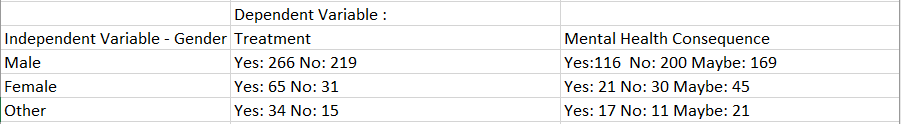 Dependent Variable :
Independent Variable - Gender Treatment Mental Health Consequence
Male Yes: 266 No: 219 Yes:116  No: 200 Maybe: 169
Female Yes: 65 No: 31 Yes: 21 No: 30 Maybe: 45
Other Yes: 34 No: 15 Yes: 17 No: 11 Maybe: 21